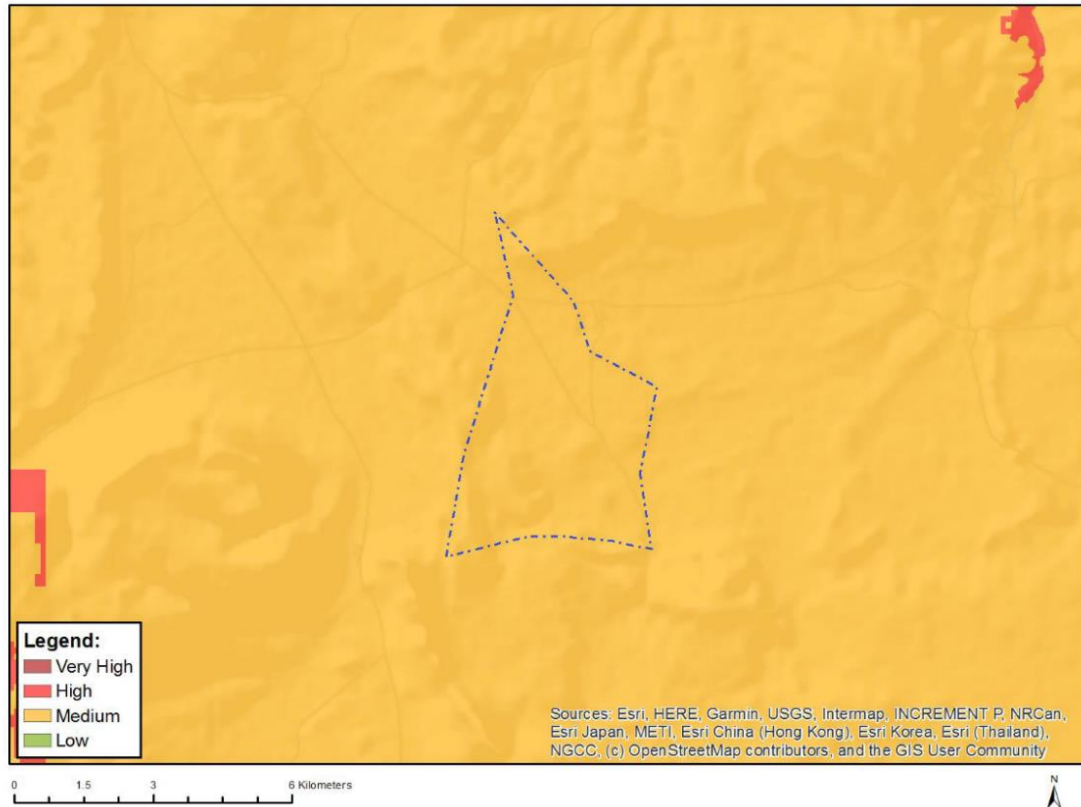 Legend:
Very High
High
Medium
Low
Sources: Esri, HERE, Garmin, USGS, Intermap, INCREMENT P, NRCan,
Esri Japan, METI, Esri China (Hong Kong), Esri Korea, Esri (Thailand),
NGCC, (c) OpenStreetMap contributors, and the GIS User Community
0 1.5 3 6 Kilometers
N